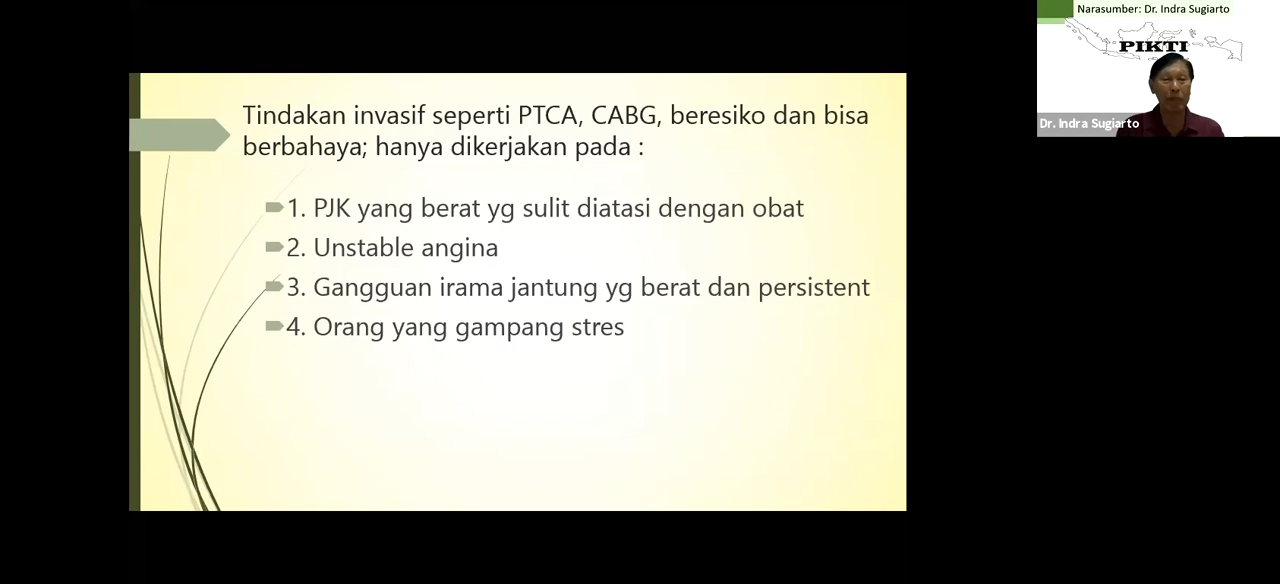 Tindakan invasif seperti PTCA, CABG, beresiko dan bisa
berbahaya; hanya dikerjakan pada :
1. PJK yang berat yg sulit diatasi dengan obat
2. Unstable angina
3. Gangguan irama jantung yg berat dan persistent
4. Orang yang gampang stres
Narasumber: Dr. Indra Sugiarto
PIKTI
Dr. Indra Sugiarto